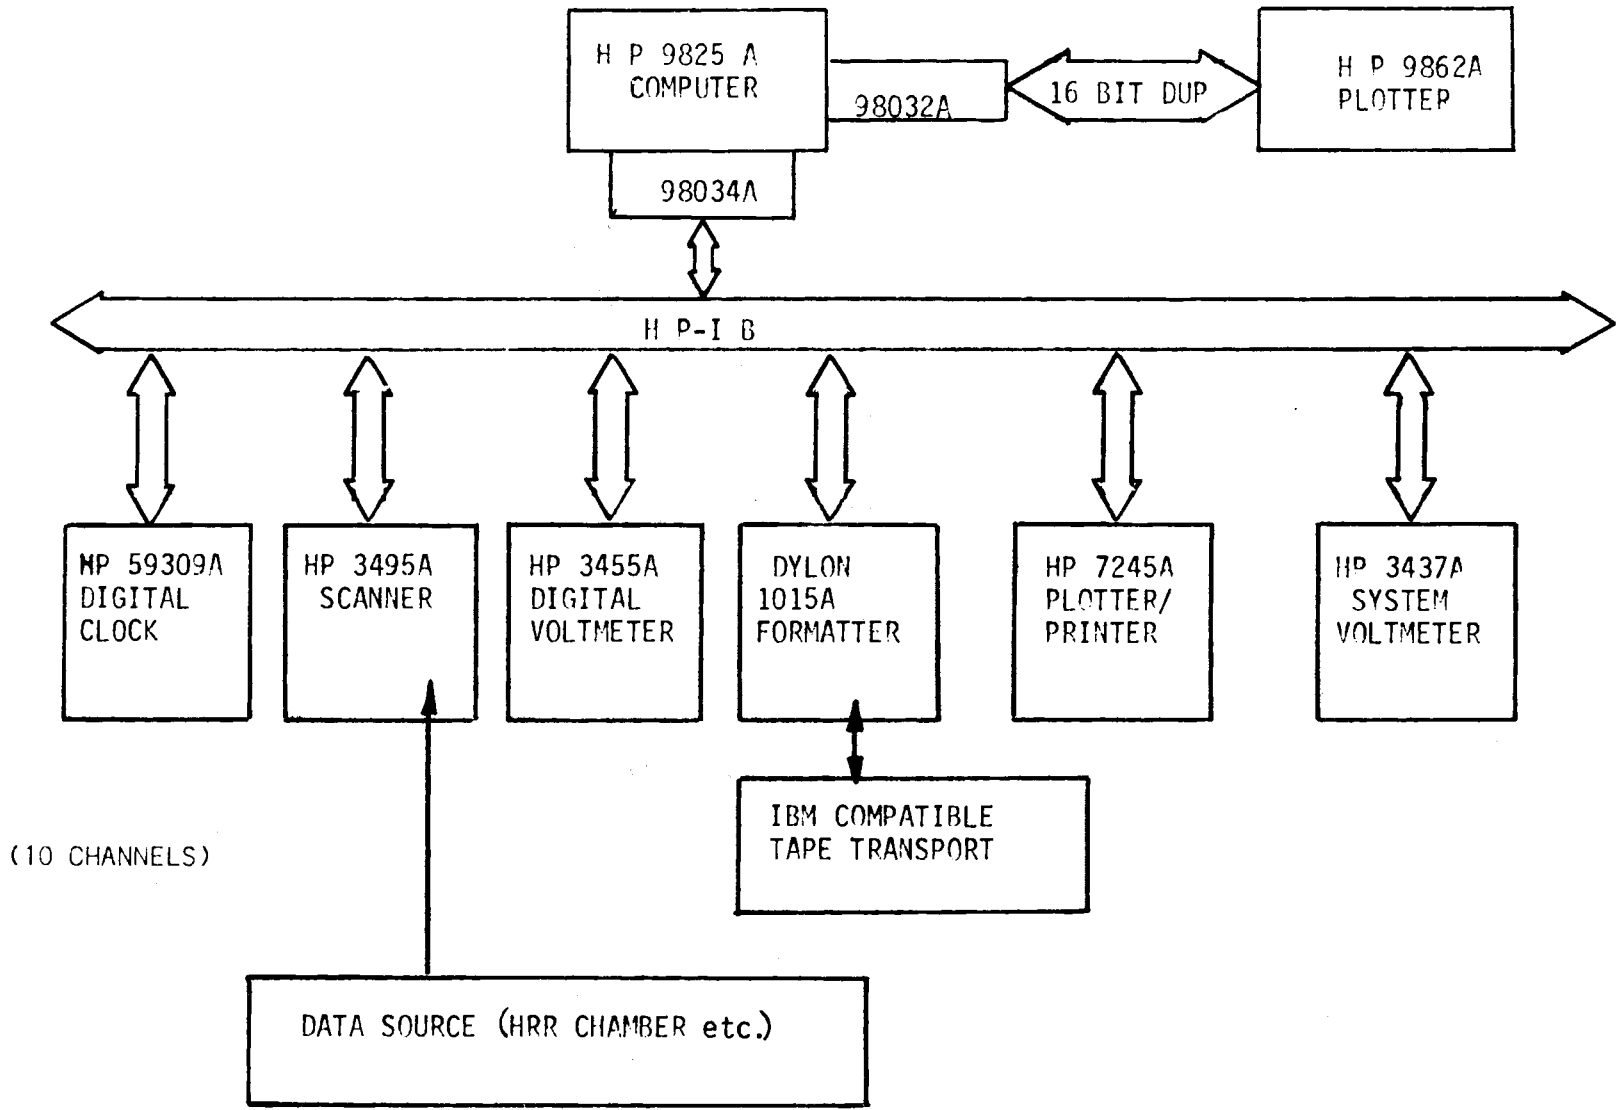 H P 9825 A
COMPUTER
98032A
16 BIT DUP
H P 9862A
PLOTTER
98034A
H P-I B
HP 59309A
DIGITAL
CLOCK
HP 3495A
SCANNER
HP 3455A
DIGITAL
VOLTMETER
DYLON
1015A
FORMATTER
HP 7245A
PLOTTER/
PRINTER
HP 3437A
SYSTEM
VOLTMETER
IBM COMPATIBLE
TAPE TRANSPORT
(10 CHANNELS)
DATA SOURCE (HRR CHAMBER etc.)